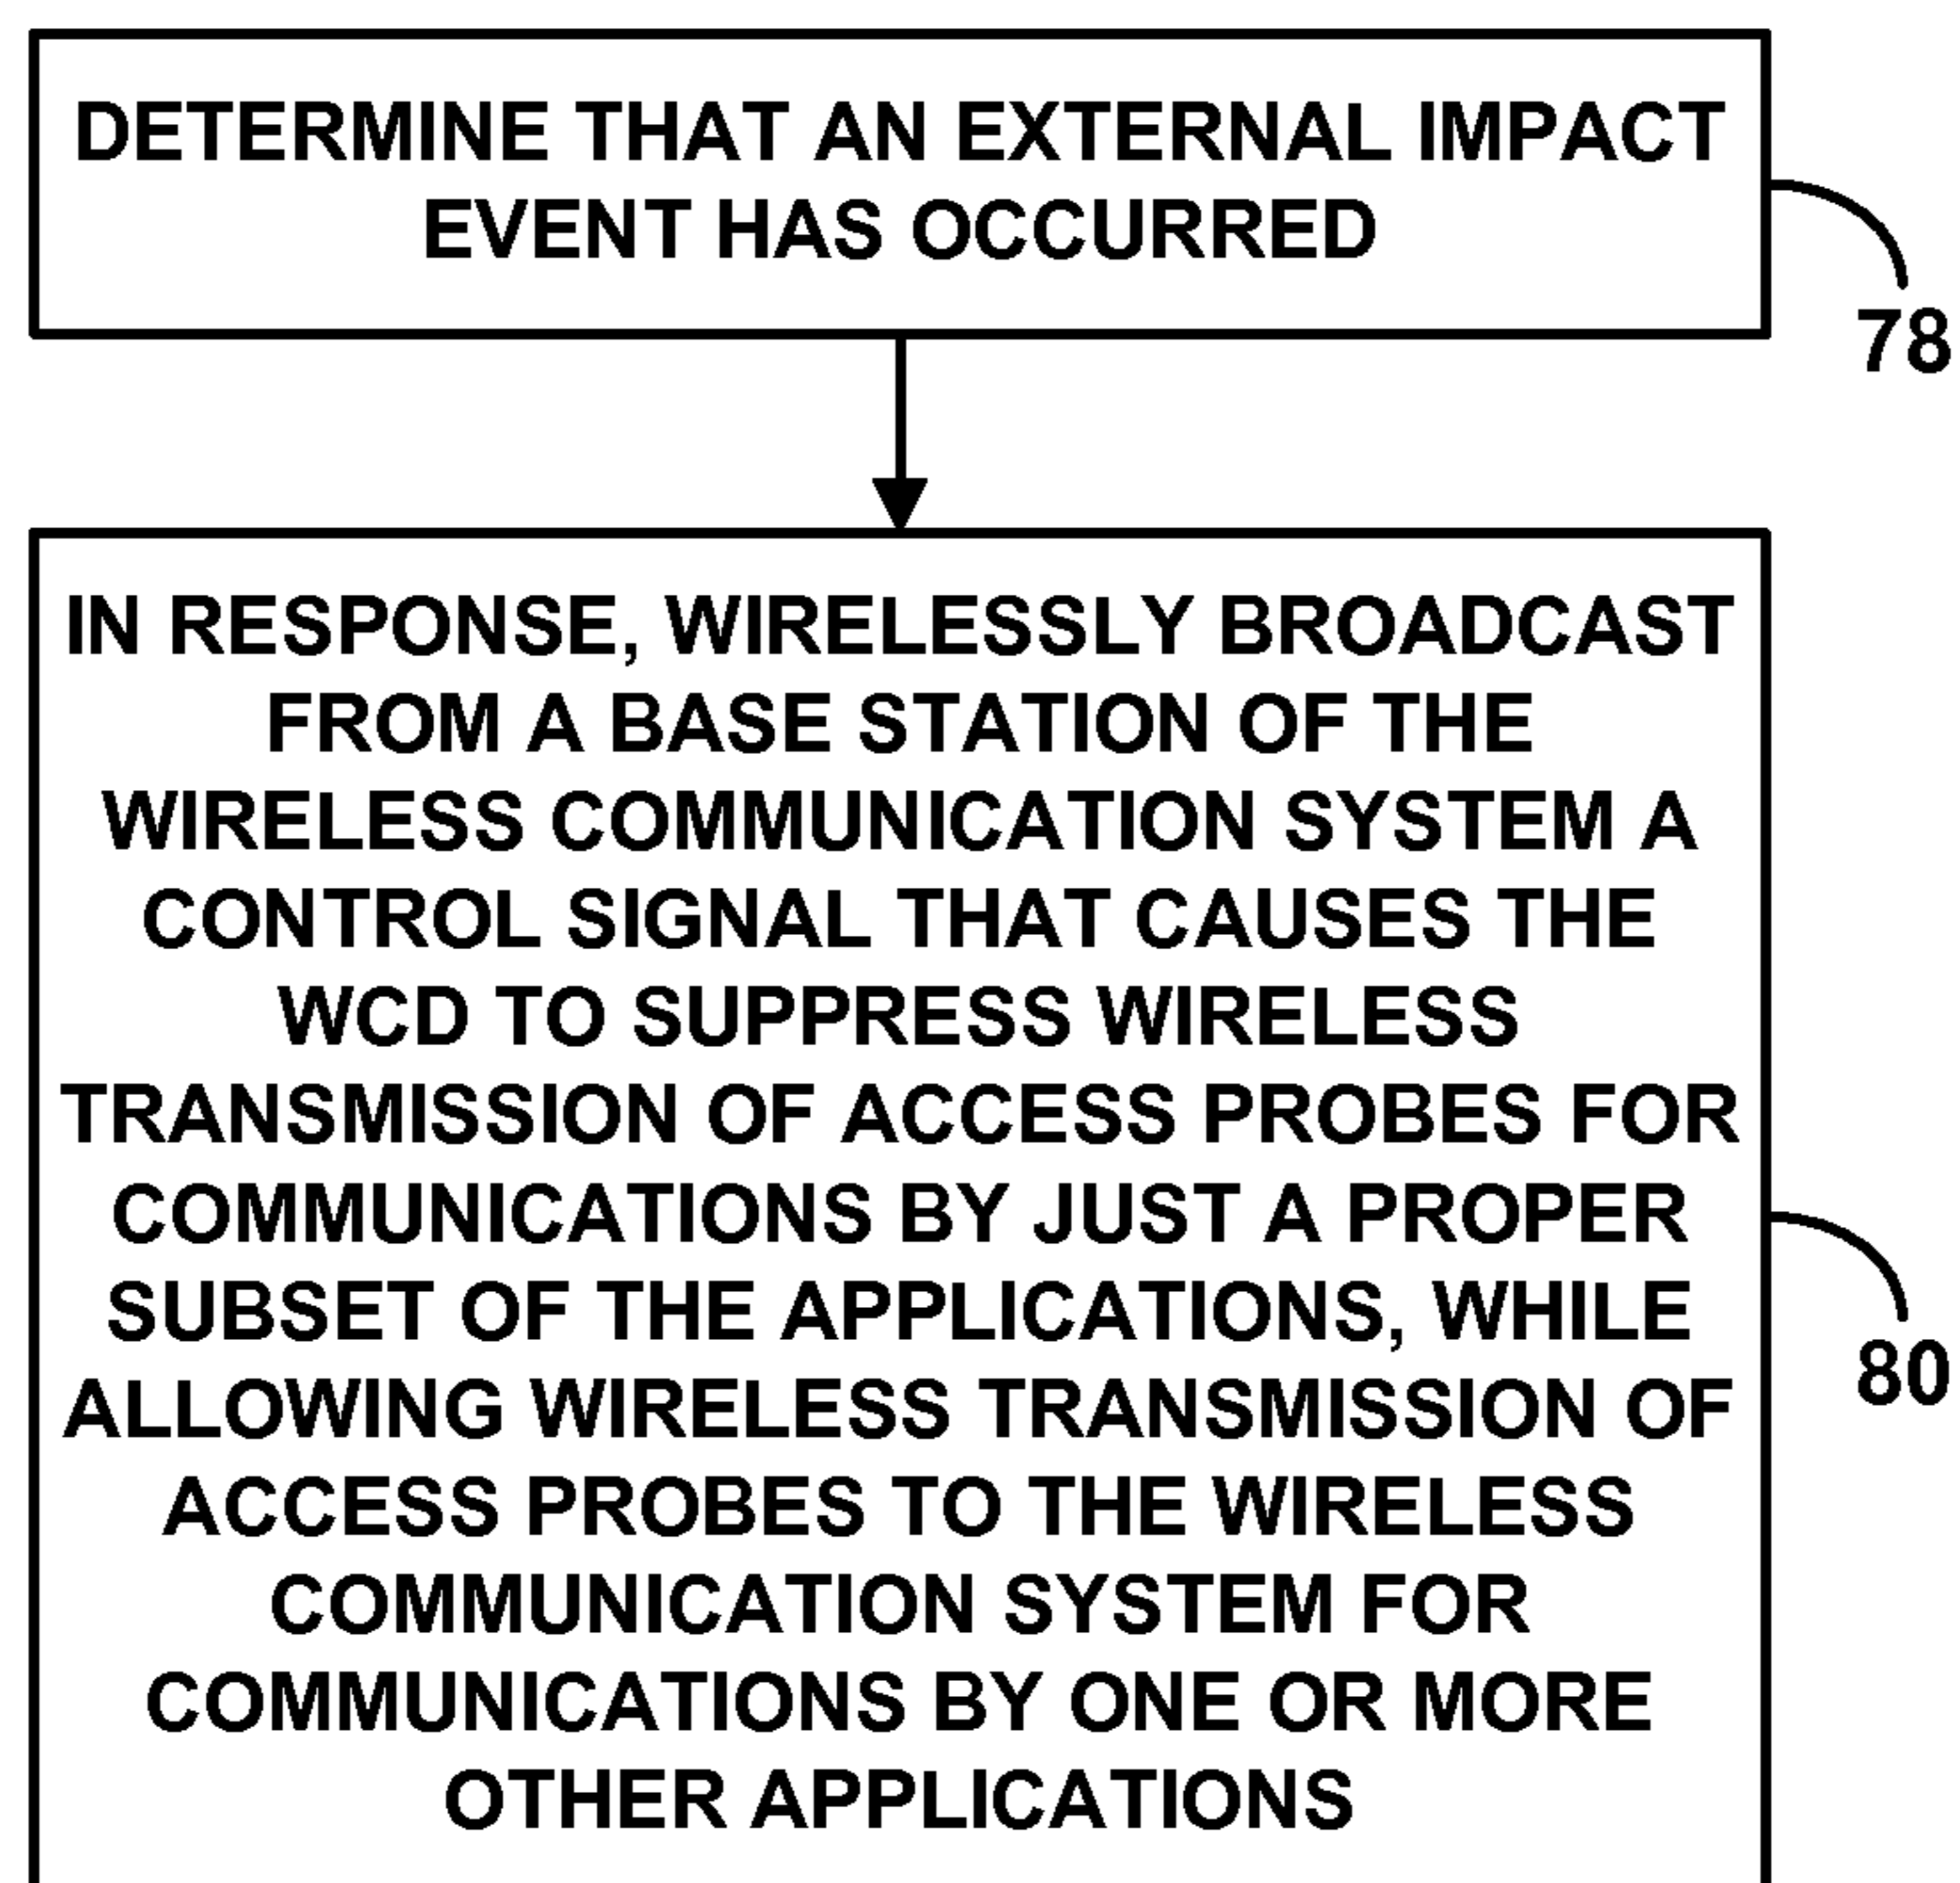 DETERMINE THAT AN EXTERNAL IMPACT
EVENT HAS OCCURRED
78
IN RESPONSE, WIRELESSLY BROADCAST
FROM A BASE STATION OF THE
WIRELESS COMMUNICATION SYSTEM A
CONTROL SIGNAL THAT CAUSES THE
WCD TO SUPPRESS WIRELESS
TRANSMISSION OF ACCESS PROBES FOR
COMMUNICATIONS BY JUST A PROPER
SUBSET OF THE APPLICATIONS, WHILE
ALLOWING WIRELESS TRANSMISSION OF
ACCESS PROBES TO THE WIRELESS
COMMUNICATION SYSTEM FOR
COMMUNICATIONS BY ONE OR MORE
OTHER APPLICATIONS
80